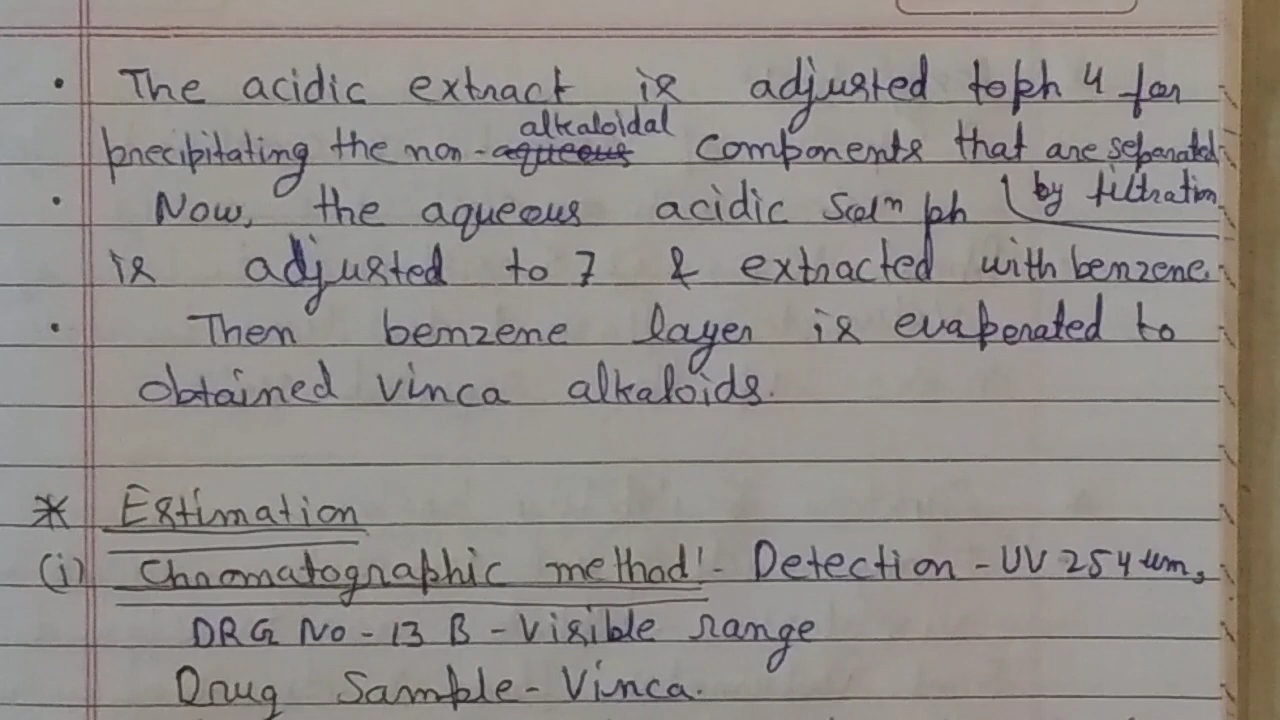 • The acidic extract is adjusted to ph 4 for
precipitating the non-alkaloidal components that are separated
by filtration
• Now, the aqueous acidic Solⁿ ph
is adjusted to 7 & extracted with benzene.
• Then benzene layer is evaporated to
obtained vinca alkaloids.
* Estimation
(i) Chromatographic method:- Detection - UV 254 um,
DRG No - 13 B - Visible range
Drug Sample - Vinca.